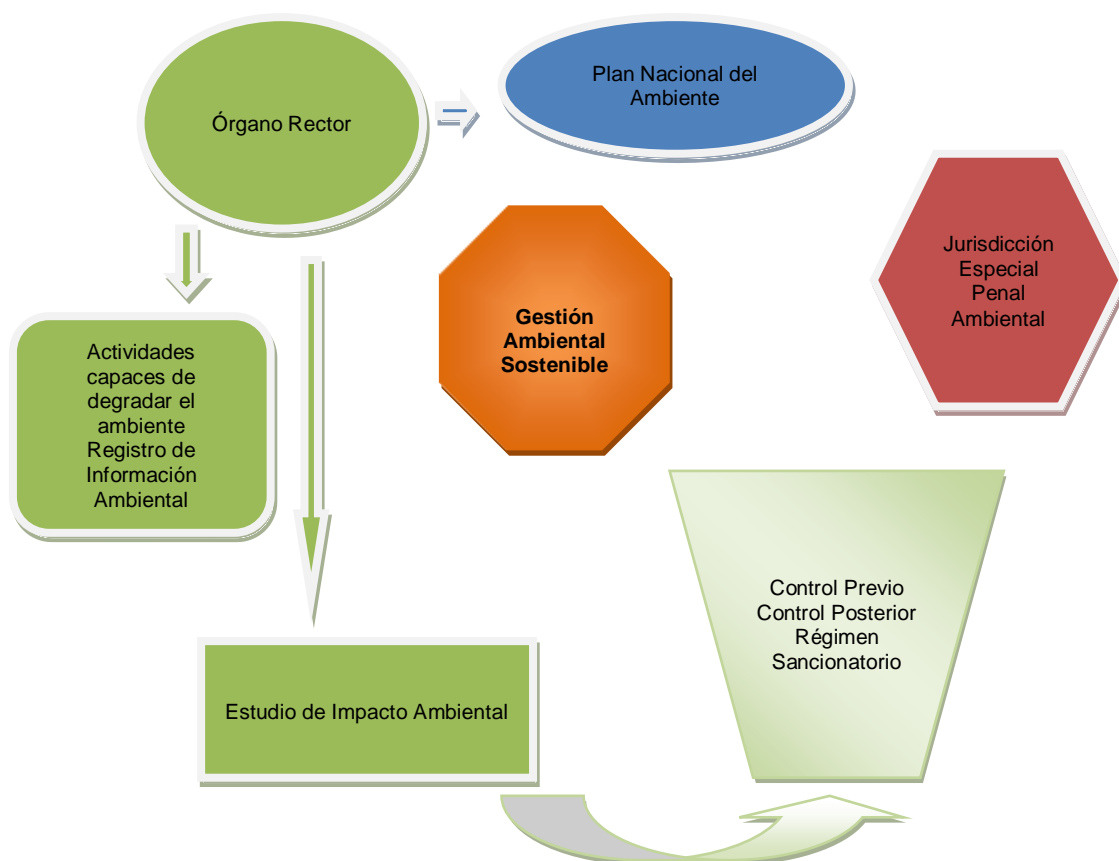 Plan Nacional del
Ambiente
Órgano Rector
Jurisdicción
Especial
Penal
Ambiental
Gestión
Ambiental
Sostenible
Actividades
capaces de
degradar el
ambiente
Registro de
Información
Ambiental
Control Previo
Control Posterior
Régimen
Sancionatorio
Estudio de Impacto Ambiental